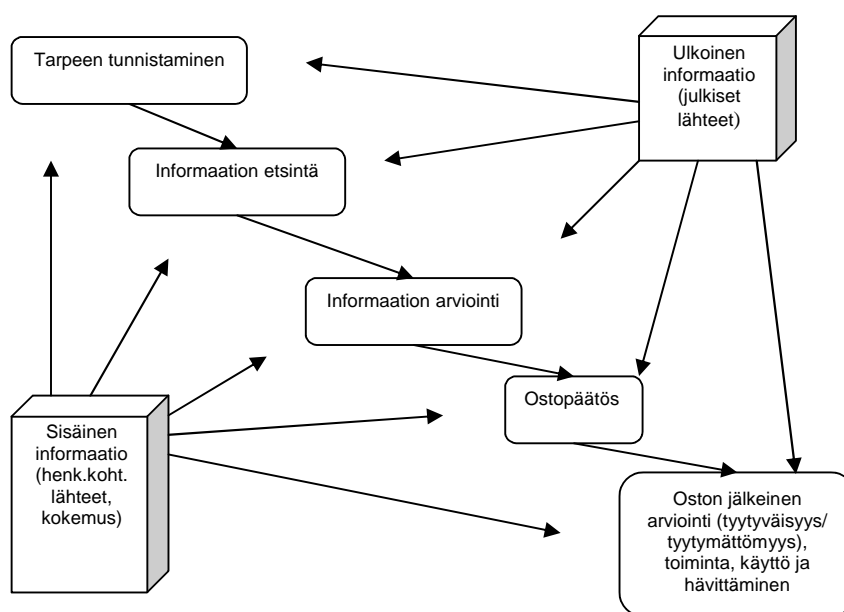 Tarpeen tunnistaminen
Ulkoinen
informaatio
(julkiset
lähteet)
Informaation etsintä
Informaation arviointi
Ostopäätös
Sisäinen
informaatio
(henk.koht.
lähteet,
kokemus)
Oston jälkeinen
arviointi (tyytyväisyys/
tyytymättömyys),
toiminta, käyttö ja
hävittäminen